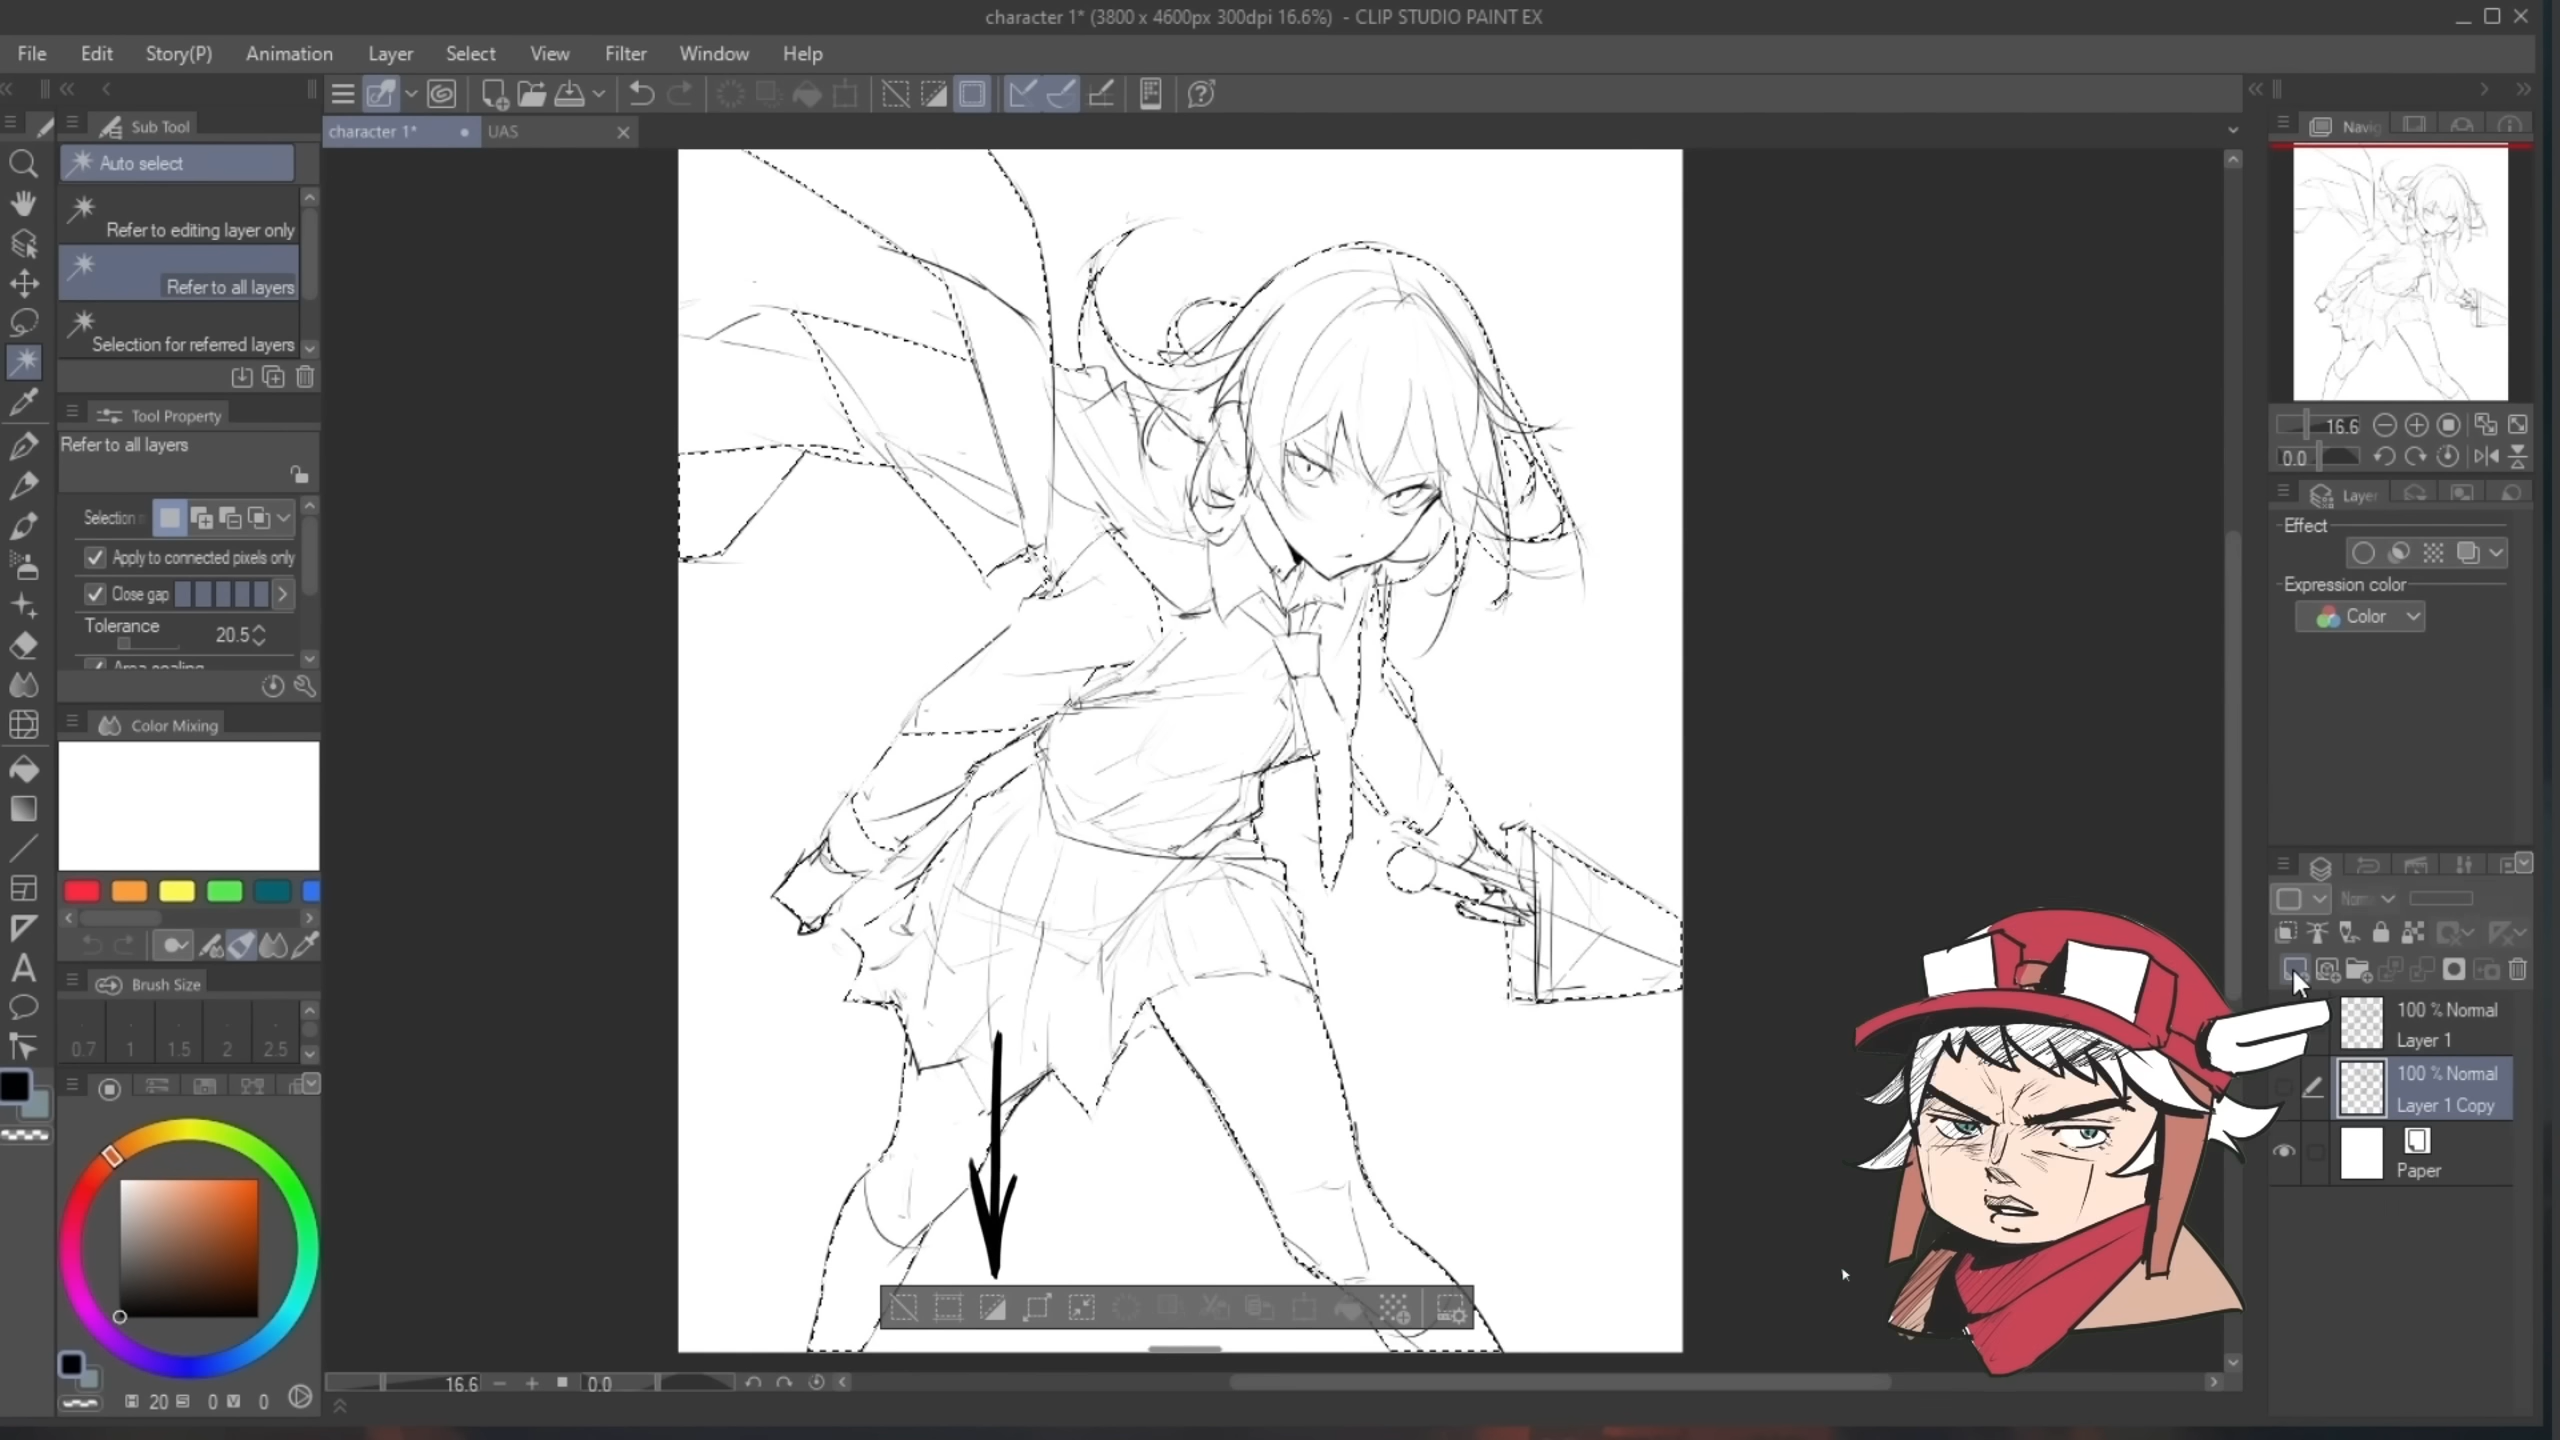 character 1* (3800 x 4600px 300dpi 16.6%) - CLIP STUDIO PAINT EX
File Edit Story(P) Animation Layer Select View Filter Window Help
Sub Tool
character 1*
UAS
Auto select
Refer to editing layer only
Refer to all layers
Selection for referred layers
Tool Property
Refer to all layers
Selection
Apply to connected pixels only
Close gap
Tolerance 20.5
Color Mixing
Brush Size
0.7 1 1.5 2 2.5
20 0 0
16.6 0.0
Navig
16.6
0.0
Layer
Effect
Expression color
Color
100 % Normal
Layer 1
100 % Normal
Layer 1 Copy
Paper